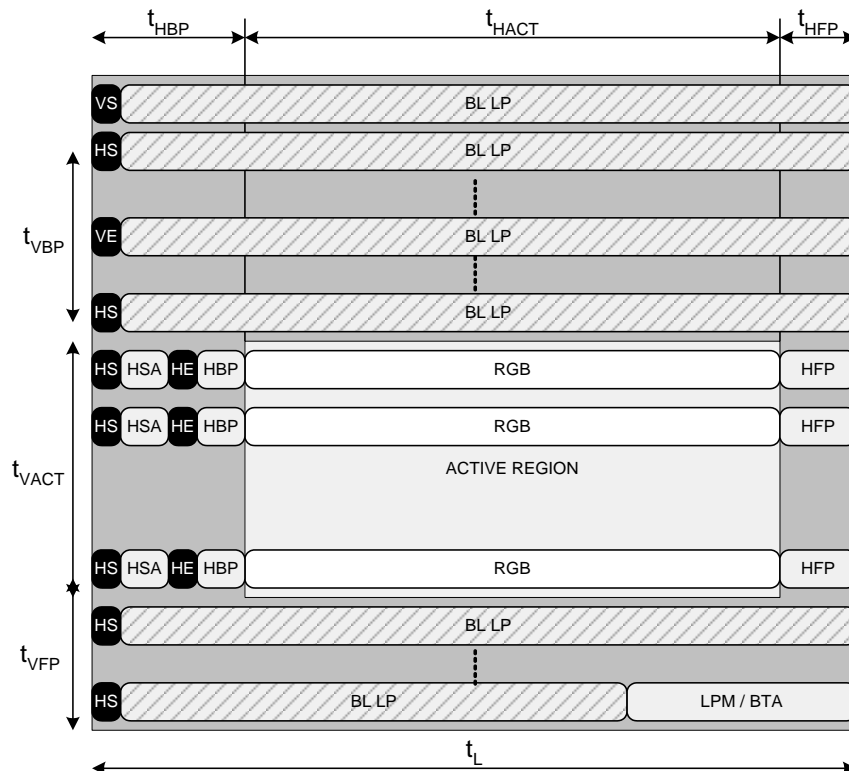 tHBP tHACT tHFP
VS BL LP
HS BL LP
tVBP
VE BL LP
HS BL LP
HS HSA HE HBP RGB HFP
HS HSA HE HBP RGB HFP
tVACT
ACTIVE REGION
HS HSA HE HBP RGB HFP
HS BL LP
tVFP
HS BL LP LPM / BTA
tL